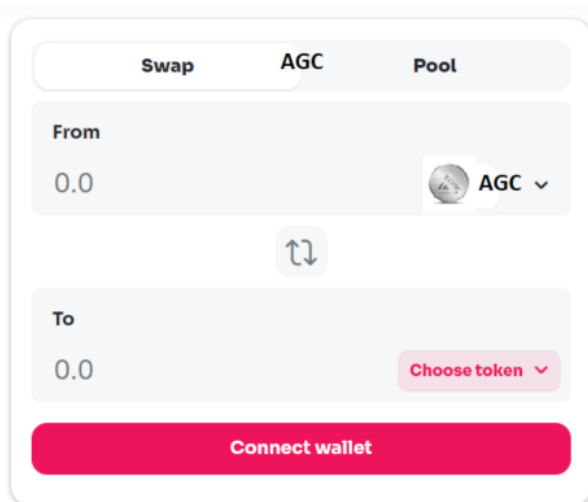 Swap AGC Pool
From
0.0 AGC
To
0.0 Choose token
Connect wallet